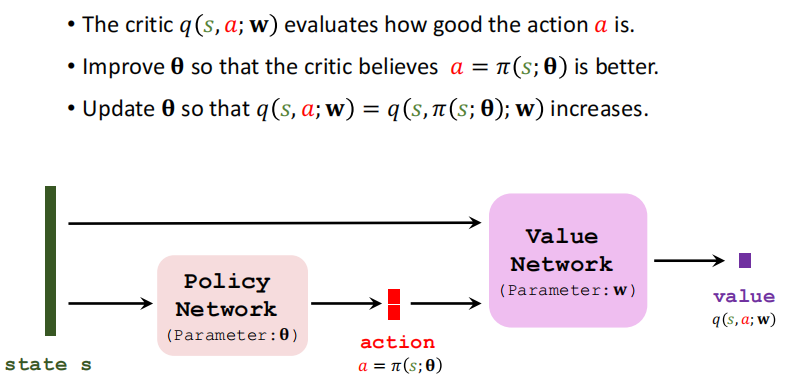 • The critic q(s, a; w) evaluates how good the action a is.
• Improve θ so that the critic believes a = π(s; θ) is better.
• Update θ so that q(s, a; w) = q(s, π(s; θ); w) increases.
Value
Network
(Parameter: w)
Policy
Network
(Parameter: θ)
value
q(s, a; w)
action
a = π(s; θ)
state s